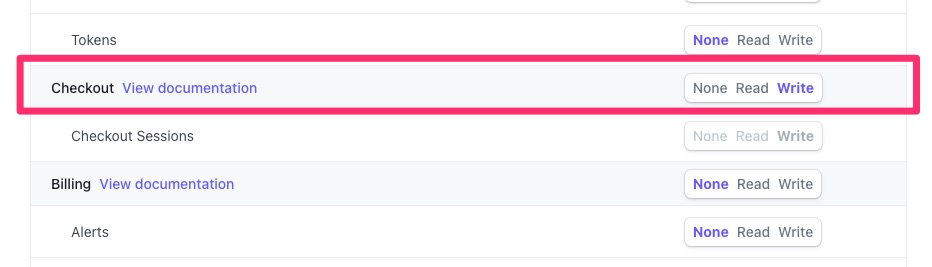 Tokens None Read Write
Checkout View documentation None Read Write
Checkout Sessions None Read Write
Billing View documentation None Read Write
Alerts None Read Write